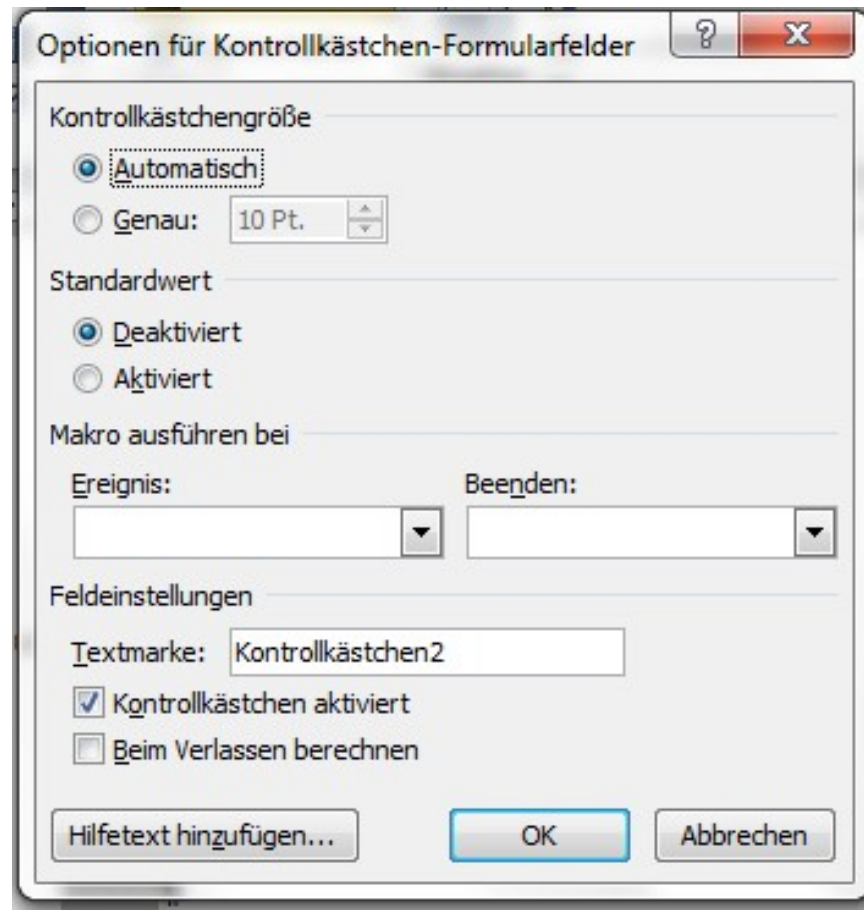 Optionen für Kontrollkästchen-Formularfelder
Kontrollkästchengröße
Automatisch
Genau: 10 Pt.
Standardwert
Deaktiviert
Aktiviert
Makro ausführen bei
Ereignis: Beenden:
Feldeinstellungen
Textmarke: Kontrollkästchen2
Kontrollkästchen aktiviert
Beim Verlassen berechnen
Hilfetext hinzufügen... OK Abbrechen